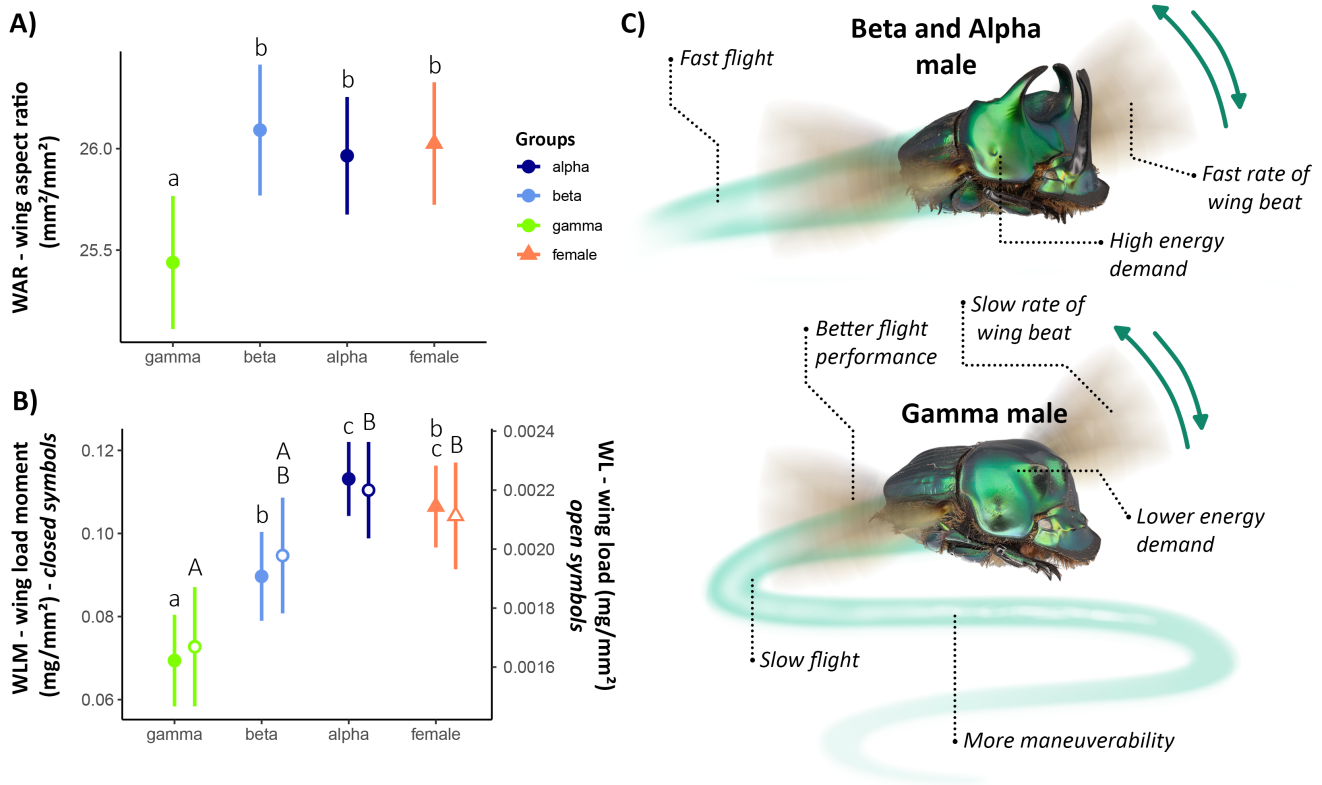 A)
WAR - wing aspect ratio
(mm²/mm²)
26.0
25.5
a
b
b
b
gamma
beta
alpha
female
Groups
alpha
beta
gamma
female
B)
WLM - wing load moment
(mg/mm²) - closed symbols
0.12
0.10
0.08
0.06
a
A
b
A
B
c
B
b
c
B
gamma
beta
alpha
female
0.0024
0.0022
0.0020
0.0018
0.0016
WL - wing load (mg/mm²)
open symbols
C)
Beta and Alpha
male
Fast flight
Fast rate of
wing beat
High energy
demand
Slow rate of
wing beat
Better flight
performance
Gamma male
Lower energy
demand
Slow flight
More maneuverability